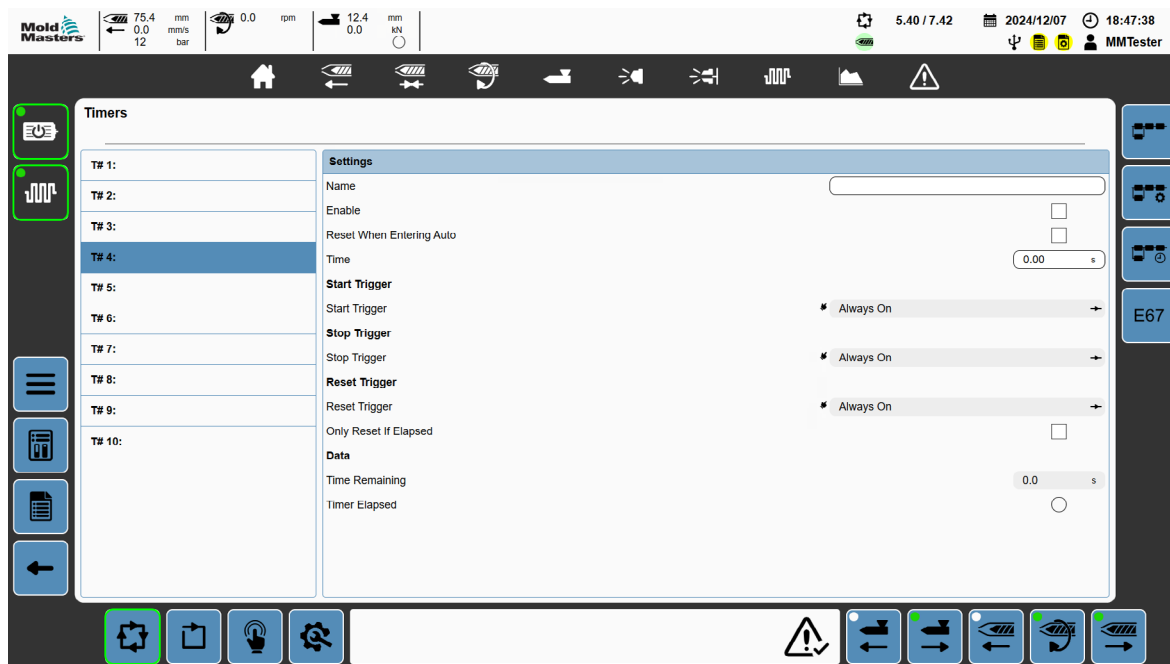 Mold Masters
75.4 mm
0.0 mm/s
12 bar
0.0 rpm
12.4 mm
0.0 kN
5.40 / 7.42
2024/12/07
18:47:38
MMTester
Timers
T# 1:
T# 2:
T# 3:
T# 4:
T# 5:
T# 6:
T# 7:
T# 8:
T# 9:
T# 10:
Settings
Name
Enable
Reset When Entering Auto
Time 0.00 s
Start Trigger
Start Trigger Always On
Stop Trigger
Stop Trigger Always On
Reset Trigger
Reset Trigger Always On
Only Reset If Elapsed
Data
Time Remaining 0.0 s
Timer Elapsed
E67